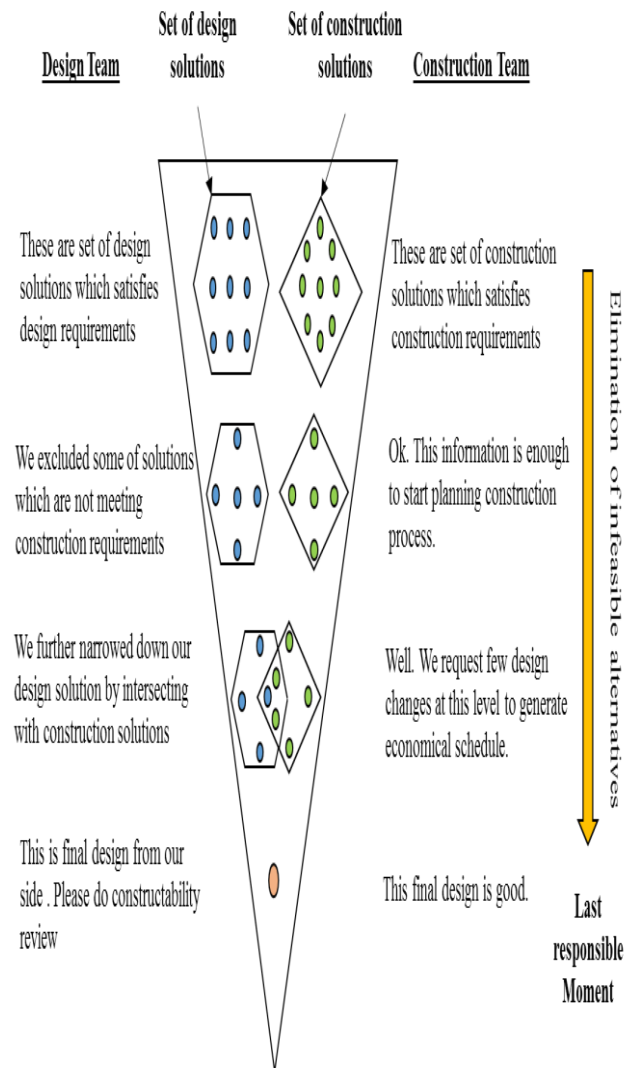 Set of design
solutions
Set of construction
solutions
Design Team
Construction Team
These are set of design
solutions which satisfies
design requirements
These are set of construction
solutions which satisfies
construction requirements
We excluded some of solutions
which are not meeting
construction requirements
Ok. This information is enough
to start planning construction
process.
We further narrowed down our
design solution by intersecting
with construction solutions
Well. We request few design
changes at this level to generate
economical schedule.
This is final design from our
side . Please do constructability
review
This final design is good.
Elimination of infeasible alternatives
Last
responsible
Moment